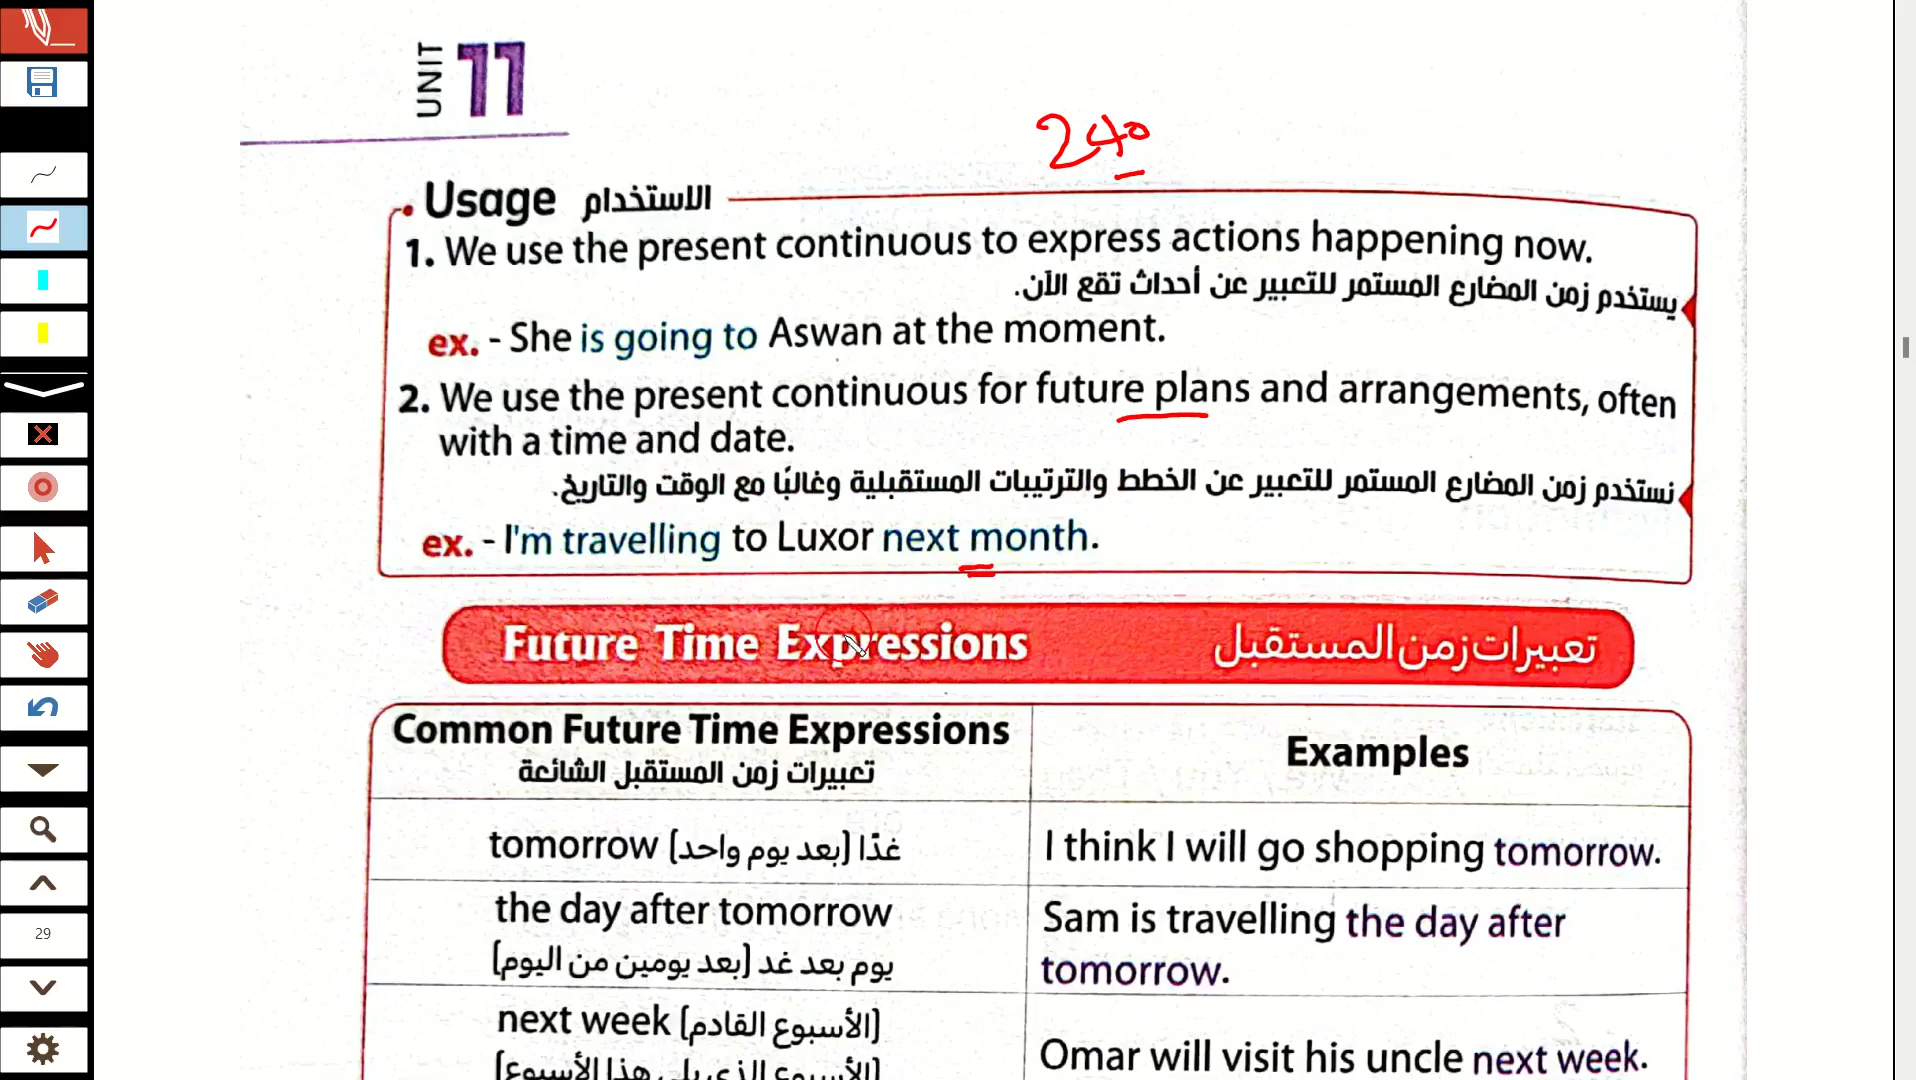 UNIT 11
240
Usage الاستخدام
1. We use the present continuous to express actions happening now.
يستخدم زمن المضارع المستمر للتعبير عن أحداث تقع الآن.
ex. - She is going to Aswan at the moment.
2. We use the present continuous for future plans and arrangements, often
with a time and date.
نستخدم زمن المضارع المستمر للتعبير عن الخطط والترتيبات المستقبلية وغالبًا مع الوقت والتاريخ.
ex. - I'm travelling to Luxor next month.
Future Time Expressions تعبيرات زمن المستقبل
Common Future Time Expressions
تعبيرات زمن المستقبل الشائعة
Examples
tomorrow غدًا (بعد يوم واحد)
I think I will go shopping tomorrow.
the day after tomorrow
يوم بعد غد (بعد يومين من اليوم)
Sam is travelling the day after
tomorrow.
next week (الأسبوع القادم)
(الأسبوع الذي يلي هذا الأسبوع)
Omar will visit his uncle next week.
29